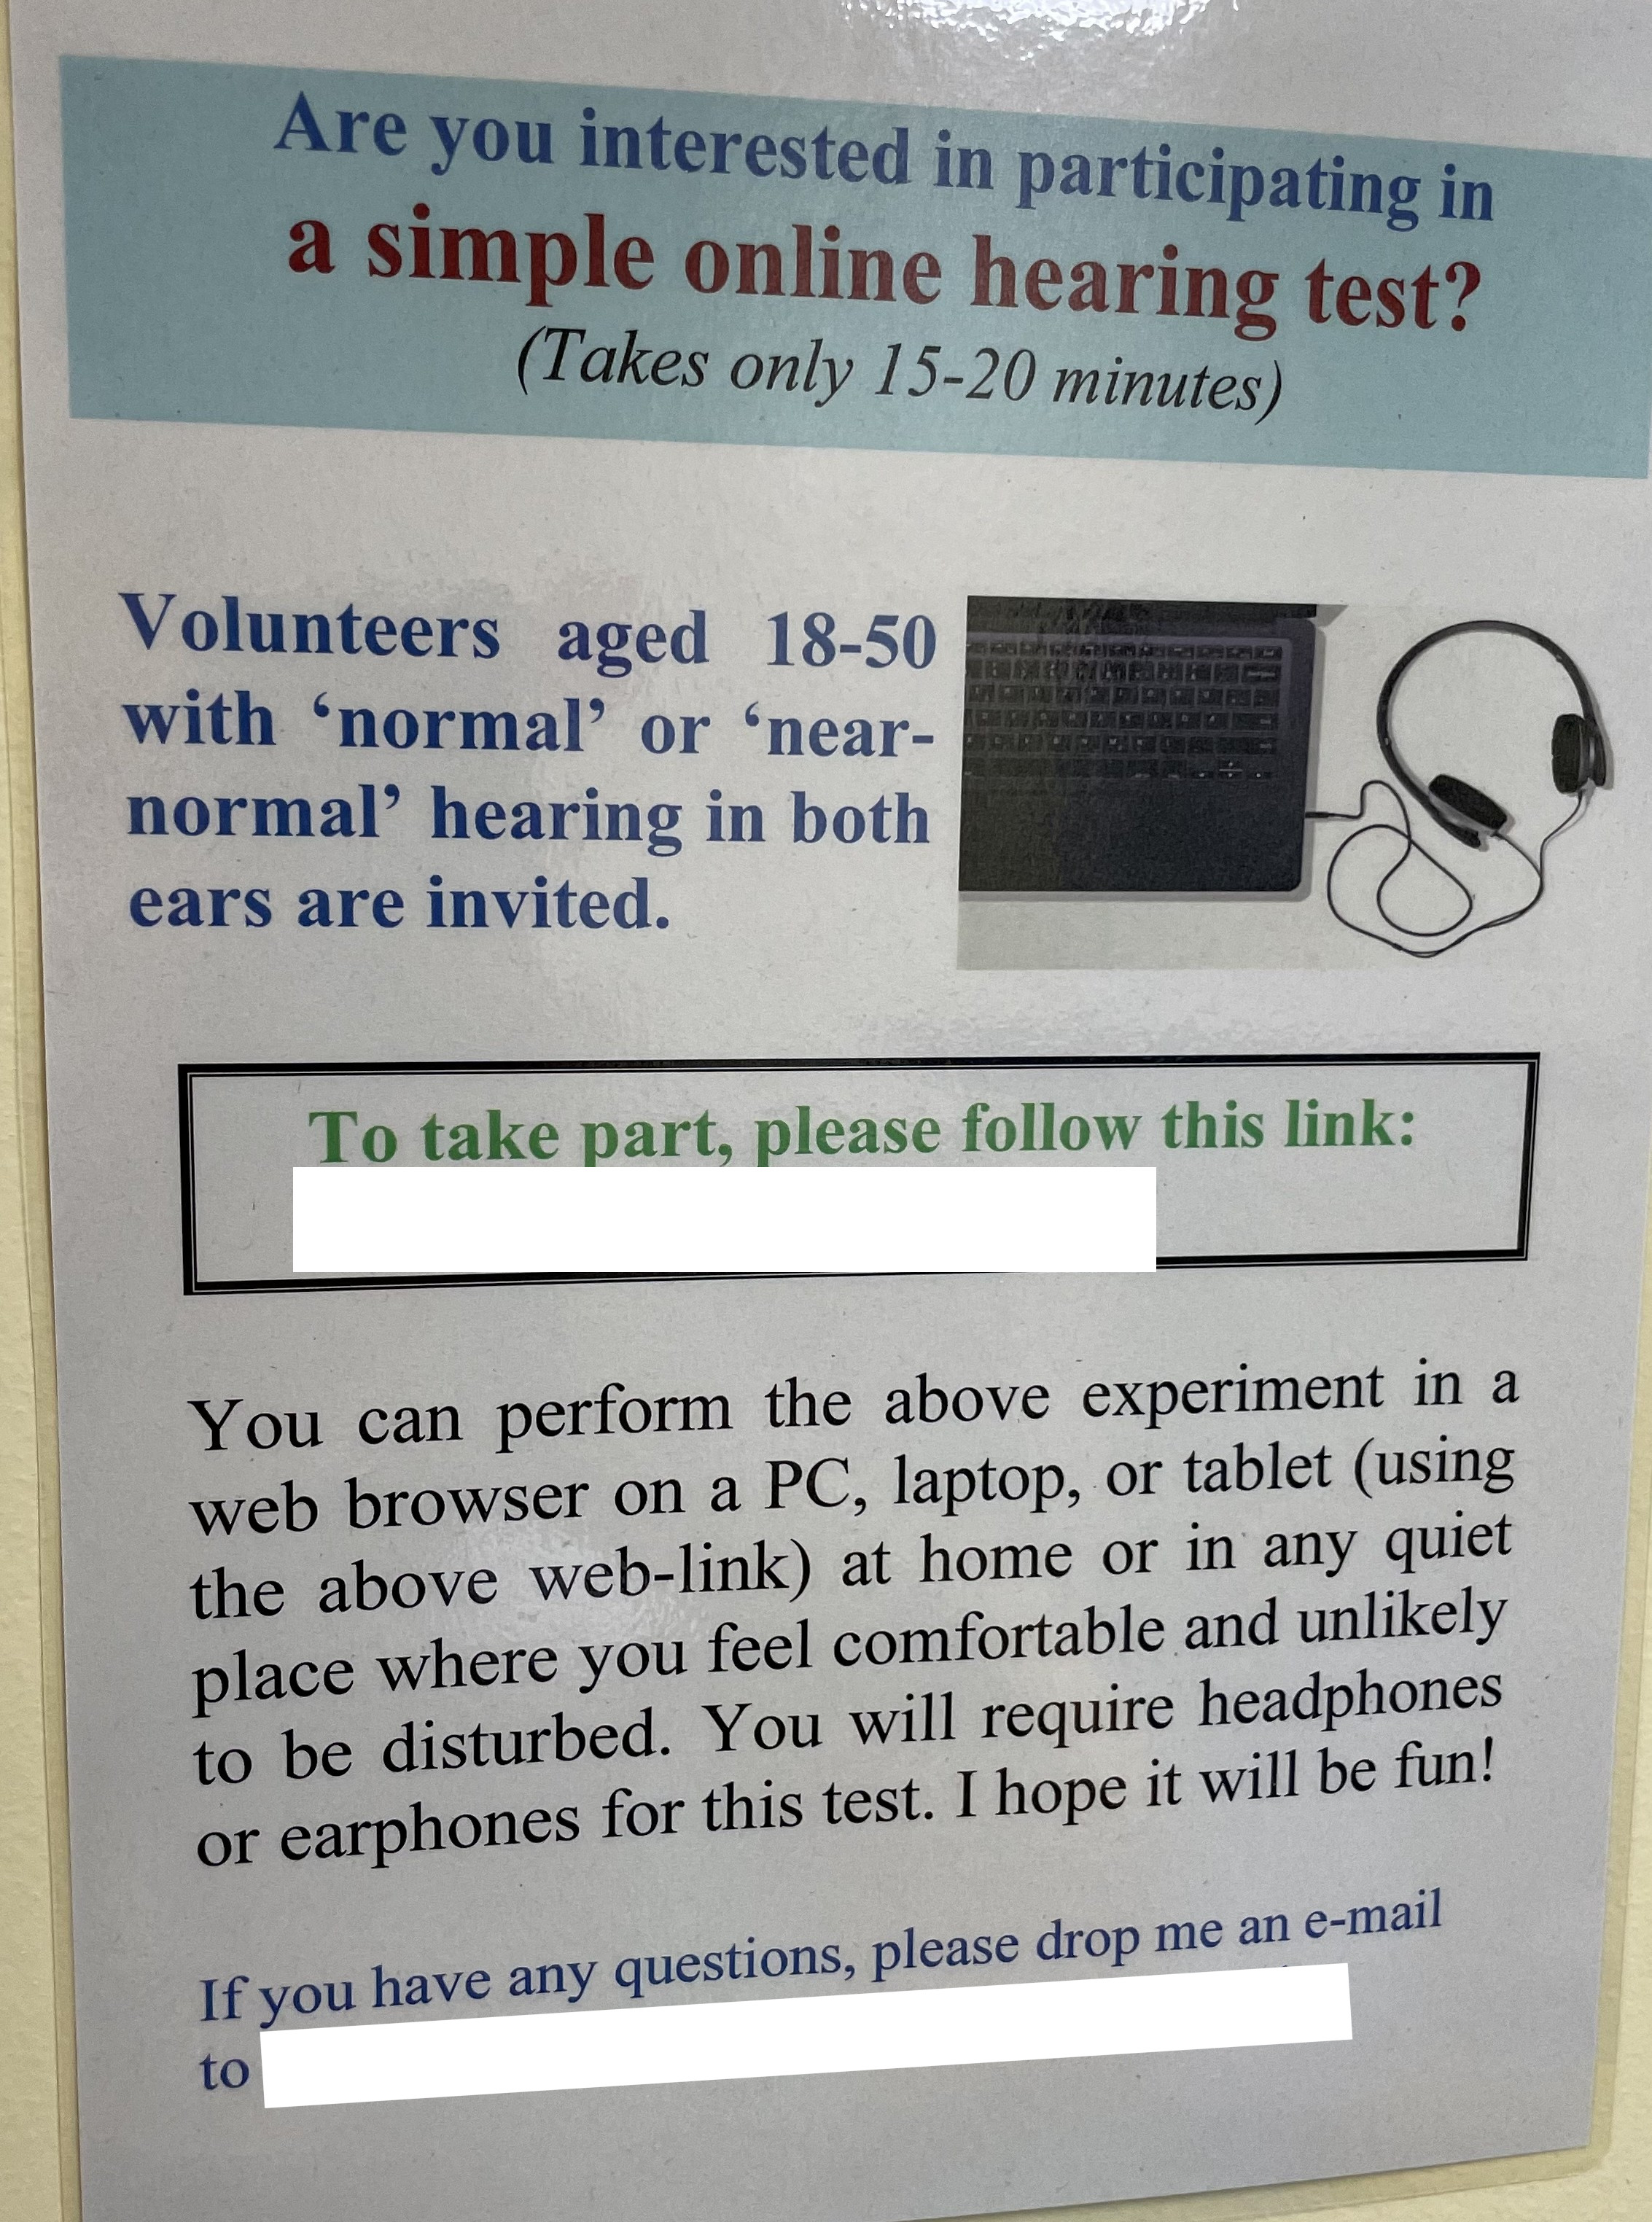 Are you interested in participating in
a simple online hearing test?
(Takes only 15-20 minutes)
Volunteers aged 18-50
with ‘normal’ or ‘near-
normal’ hearing in both
ears are invited.
To take part, please follow this link:
You can perform the above experiment in a
web browser on a PC, laptop, or tablet (using
the above web-link) at home or in any quiet
place where you feel comfortable and unlikely
to be disturbed. You will require headphones
or earphones for this test. I hope it will be fun!
If you have any questions, please drop me an e-mail
to